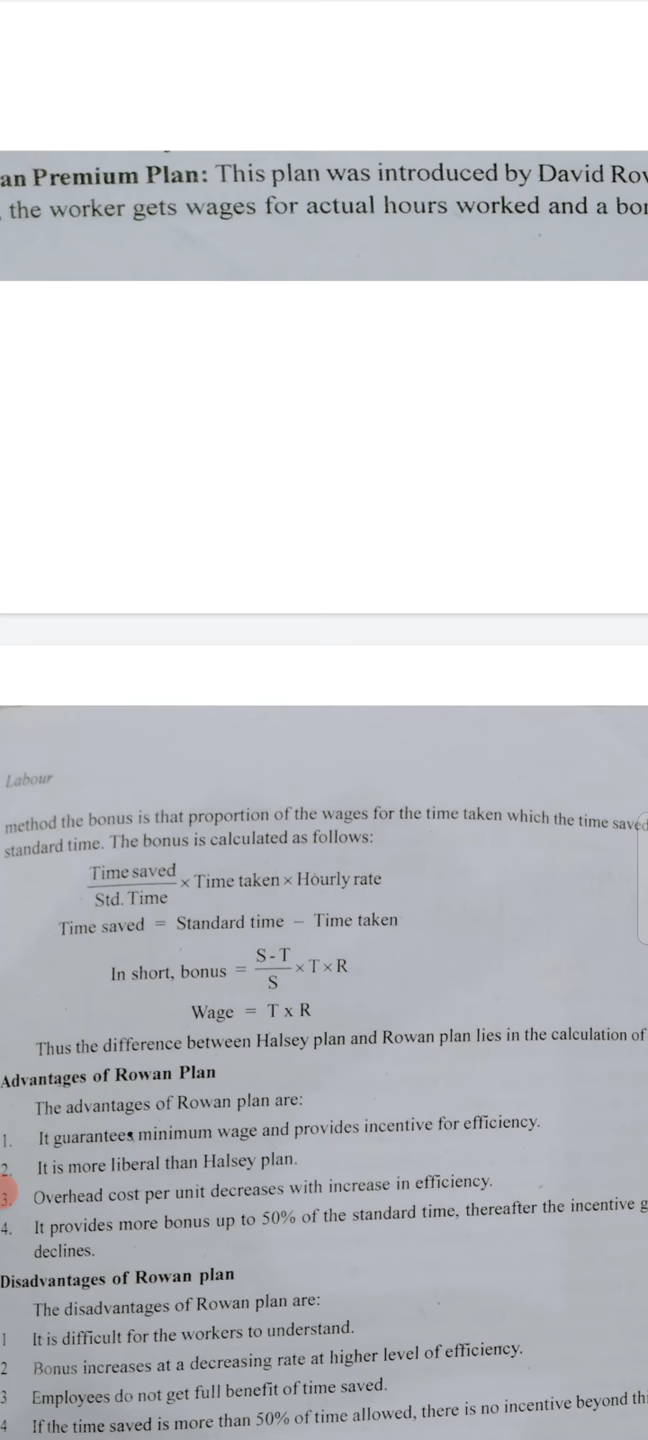 an Premium Plan: This plan was introduced by David
the worker gets wages for actual hours worked and a
Labour
method the bonus is that proportion of the wages for the time taken which the time saved
standard time. The bonus is calculated as follows:
Time saved / Std. Time × Time taken × Hourly rate
Time saved = Standard time – Time taken
In short, bonus = S-T / S × T × R
Wage = T x R
Thus the difference between Halsey plan and Rowan plan lies in the calculation of
Advantages of Rowan Plan
The advantages of Rowan plan are:
1. It guarantees minimum wage and provides incentive for efficiency.
2. It is more liberal than Halsey plan.
3. Overhead cost per unit decreases with increase in efficiency.
4. It provides more bonus up to 50% of the standard time, thereafter the incentive
declines.
Disadvantages of Rowan plan
The disadvantages of Rowan plan are:
1 It is difficult for the workers to understand.
2 Bonus increases at a decreasing rate at higher level of efficiency.
3 Employees do not get full benefit of time saved.
4 If the time saved is more than 50% of time allowed, there is no incentive beyond